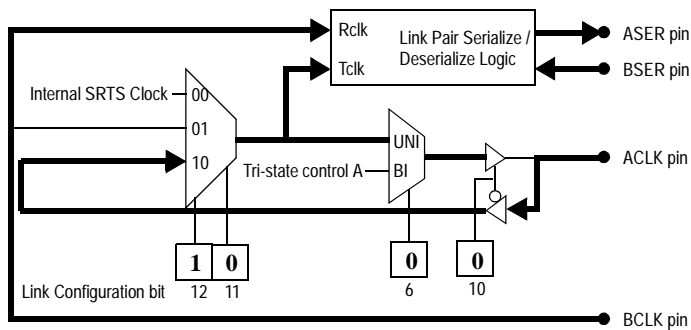 Rclk
Link Pair Serialize /
Deserialize Logic
Tclk
ASER pin
BSER pin
Internal SRTS Clock
00
01
10
UNI
BI
Tri-state control A
ACLK pin
1 0 0 0
Link Configuration bit 12 11 6 10
BCLK pin